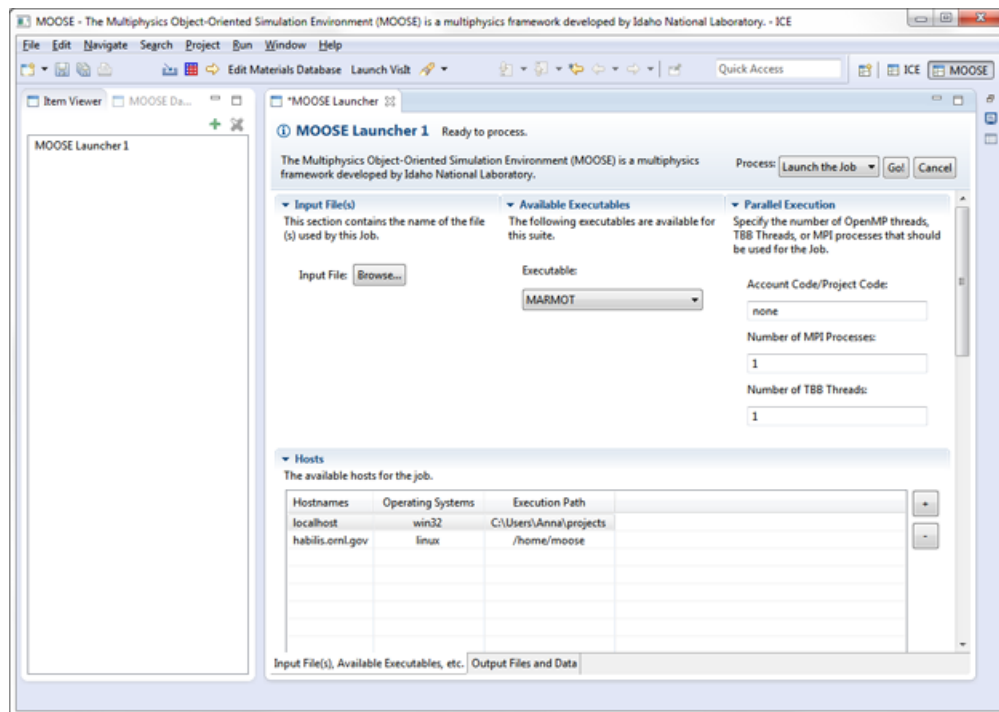 MOOSE - The Multiphysics Object-Oriented Simulation Environment (MOOSE) is a multiphysics framework developed by Idaho National Laboratory. - ICE
File Edit Navigate Search Project Run Window Help
Edit Materials Database Launch VisIt Quick Access ICE MOOSE
Item Viewer MOOSE Da...
MOOSE Launcher 1
*MOOSE Launcher
MOOSE Launcher 1 Ready to process.
The Multiphysics Object-Oriented Simulation Environment (MOOSE) is a multiphysics
framework developed by Idaho National Laboratory.
Process: Launch the Job Go! Cancel
Input File(s)
This section contains the name of the file
(s) used by this Job.
Input File: Browse...
Available Executables
The following executables are available for
this suite.
Executable:
MARMOT
Parallel Execution
Specify the number of OpenMP threads,
TBB Threads, or MPI processes that should
be used for the Job.
Account Code/Project Code:
none
Number of MPI Processes:
1
Number of TBB Threads:
1
Hosts
The available hosts for the job.
Hostnames Operating Systems Execution Path
localhost win32 C:\Users\Anna\projects
habilis.ornl.gov linux /home/moose
+
-
Input File(s), Available Executables, etc. Output Files and Data